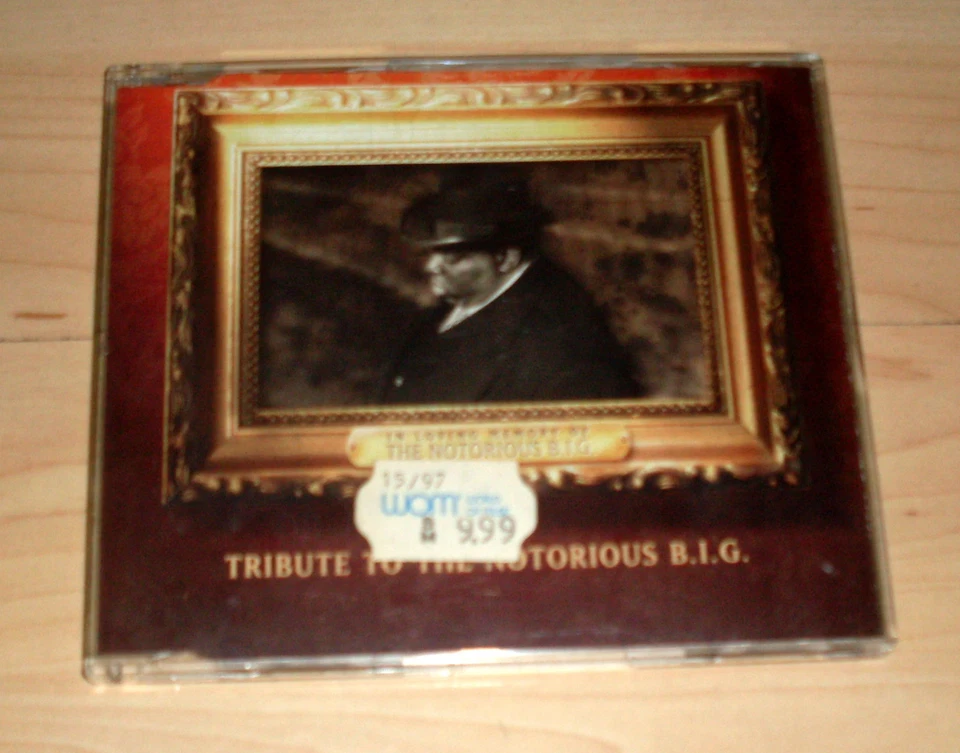 IN LOVING MEMORY OF
THE NOTORIOUS B.I.G.
15/97
WOM
9,99
TRIBUTE TO THE NOTORIOUS B.I.G.